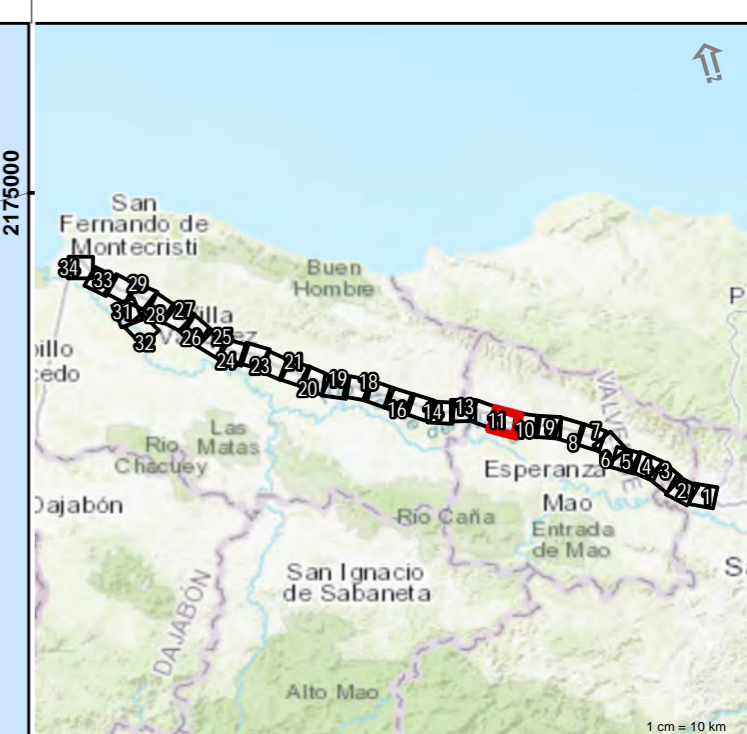 2175000
San
Fernando de
Montecristi
Buen
Hombre
34
33
29
27
31
28
32
26
25
24
23
21
20
19
18
16
14
13
11
10
9
8
7
6
5
4
3
2
1
Las
Matas
Rio
Chacuey
Dajabón
Esperanza
Mao
Rio Caña
Entrada
de Mao
San Ignacio
de Sabaneta
DAJABÓN
Alto Mao
1 cm = 10 km